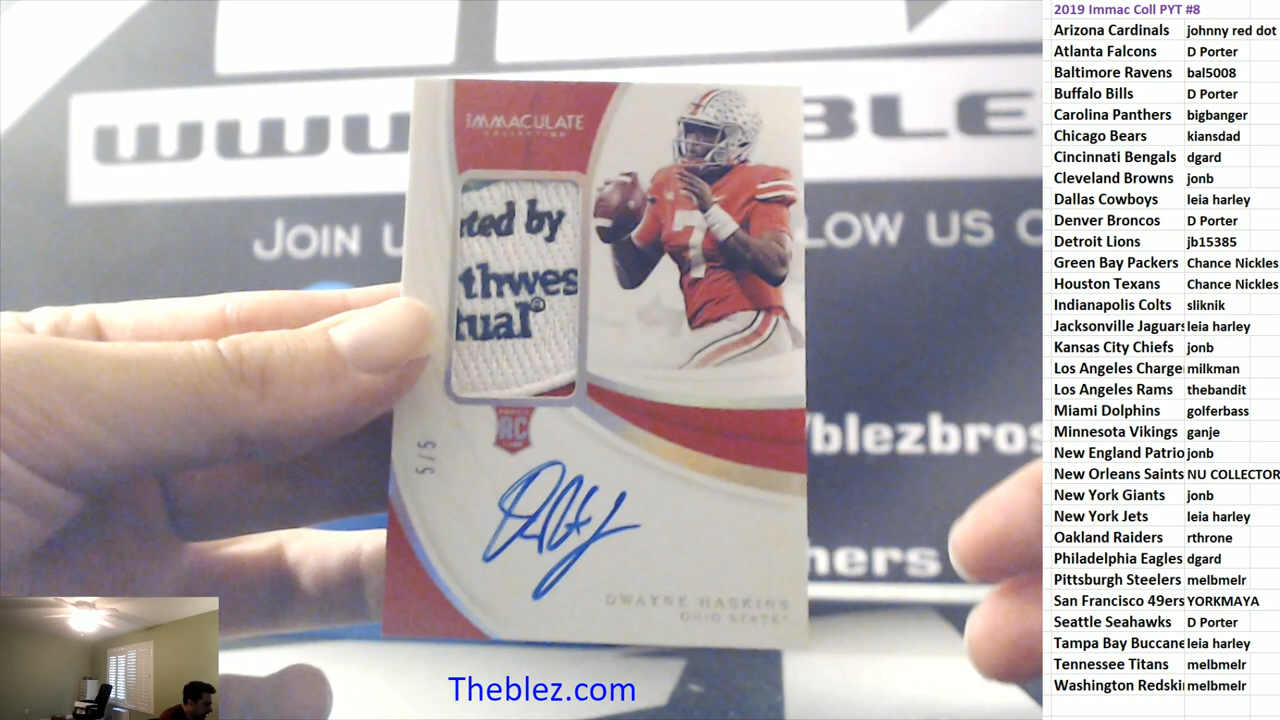 WWW
BLE
JOIN U
LOW US O
/blezbros
hers
IMMACULATE
COLLECTION
ted by
thwes
tual®
7
RC
5/5
DWAYNE HASKINS
OHIO STATE®
Theblez.com
2019 Immac Coll PYT #8
Arizona Cardinals johnny red dot
Atlanta Falcons D Porter
Baltimore Ravens bal5008
Buffalo Bills D Porter
Carolina Panthers bigbanger
Chicago Bears kiansdad
Cincinnati Bengals dgard
Cleveland Browns jonb
Dallas Cowboys leia harley
Denver Broncos D Porter
Detroit Lions jb15385
Green Bay Packers Chance Nickles
Houston Texans Chance Nickles
Indianapolis Colts sliknik
Jacksonville Jaguars leia harley
Kansas City Chiefs jonb
Los Angeles Charge milkman
Los Angeles Rams thebandit
Miami Dolphins golferbass
Minnesota Vikings ganje
New England Patrio jonb
New Orleans Saints NU COLLECTOR
New York Giants jonb
New York Jets leia harley
Oakland Raiders rthrone
Philadelphia Eagles dgard
Pittsburgh Steelers melbmelr
San Francisco 49ers YORKMAYA
Seattle Seahawks D Porter
Tampa Bay Buccane leia harley
Tennessee Titans melbmelr
Washington Redski melbmelr